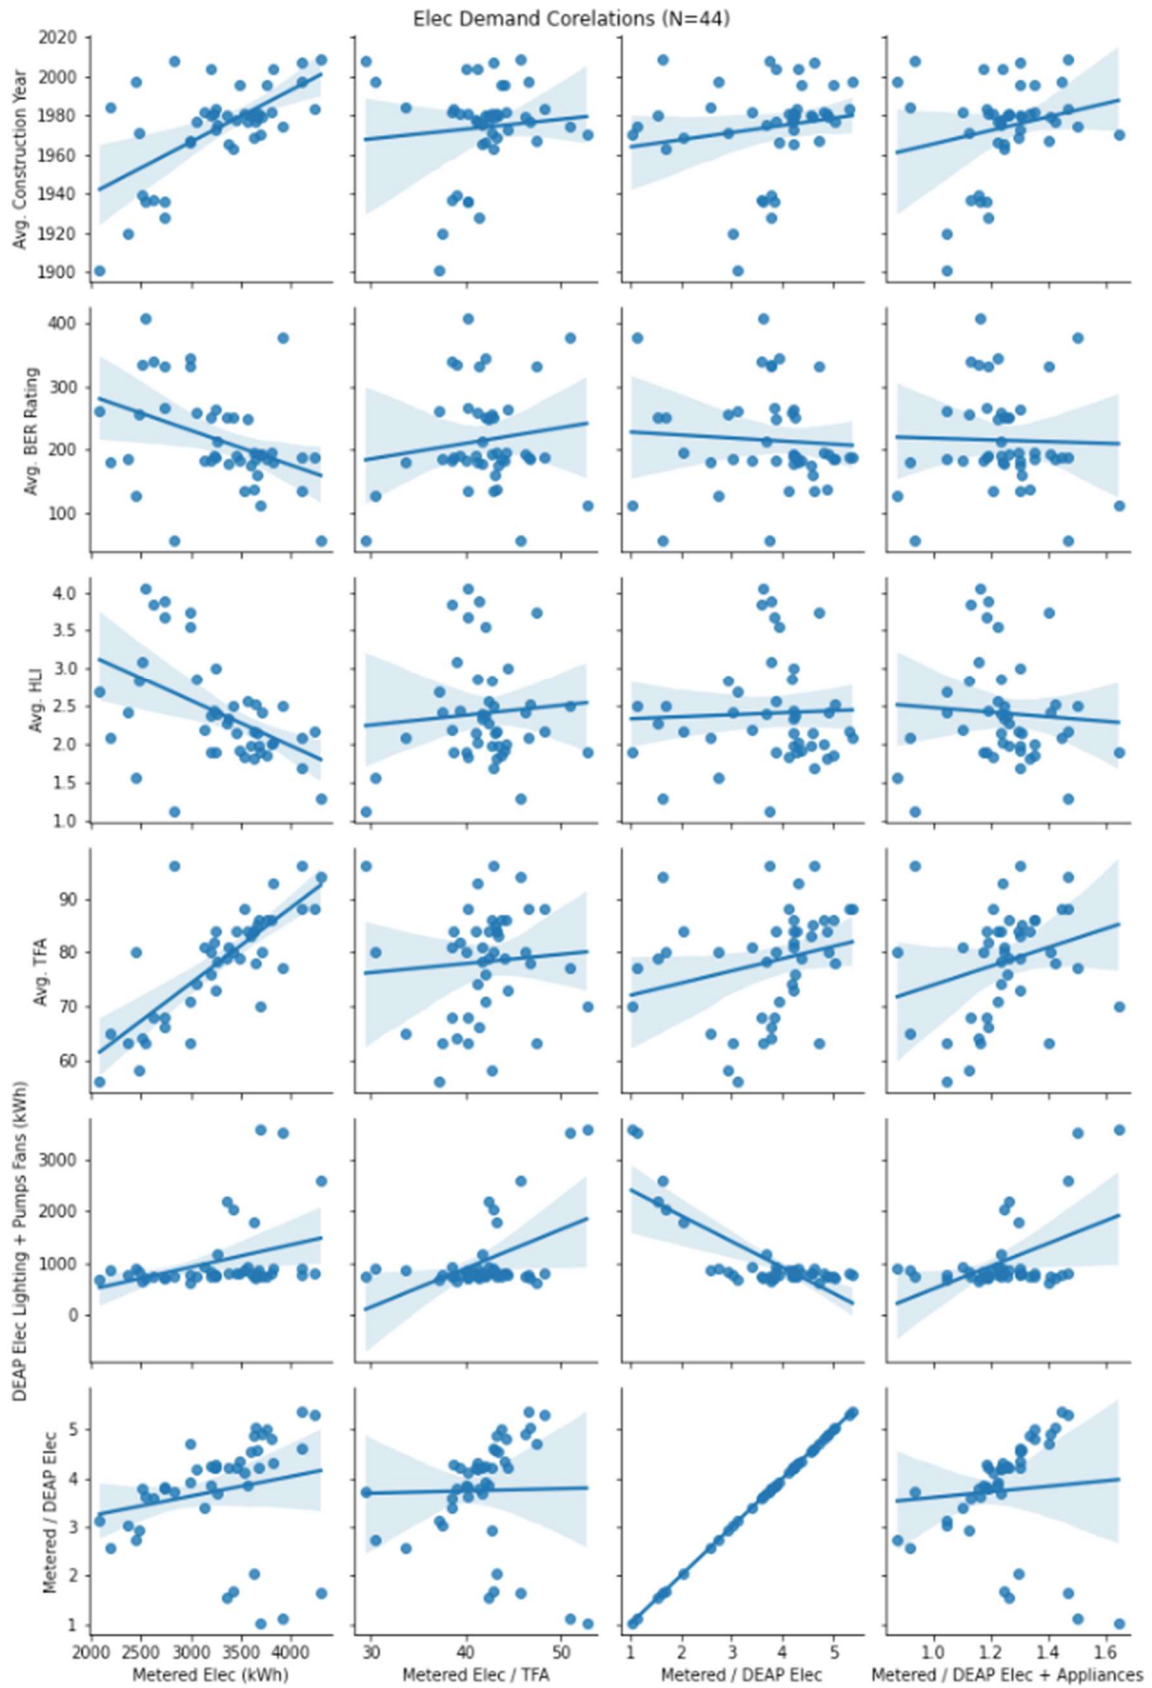 Elec Demand Corelations (N=44)
2020
2000
1980
1960
1940
1920
1900
Avg. Construction Year
400
300
200
100
Avg. BER Rating
4.0
3.5
3.0
2.5
2.0
1.5
1.0
Avg. HLI
90
80
70
60
Avg. TFA
3000
2000
1000
0
DEAP Elec Lighting + Pumps Fans (kWh)
5
4
3
2
1
Metered / DEAP Elec
2000 2500 3000 3500 4000
Metered Elec (kWh)
30 40 50
Metered Elec / TFA
1 2 3 4 5
Metered / DEAP Elec
1.0 1.2 1.4 1.6
Metered / DEAP Elec + Appliances